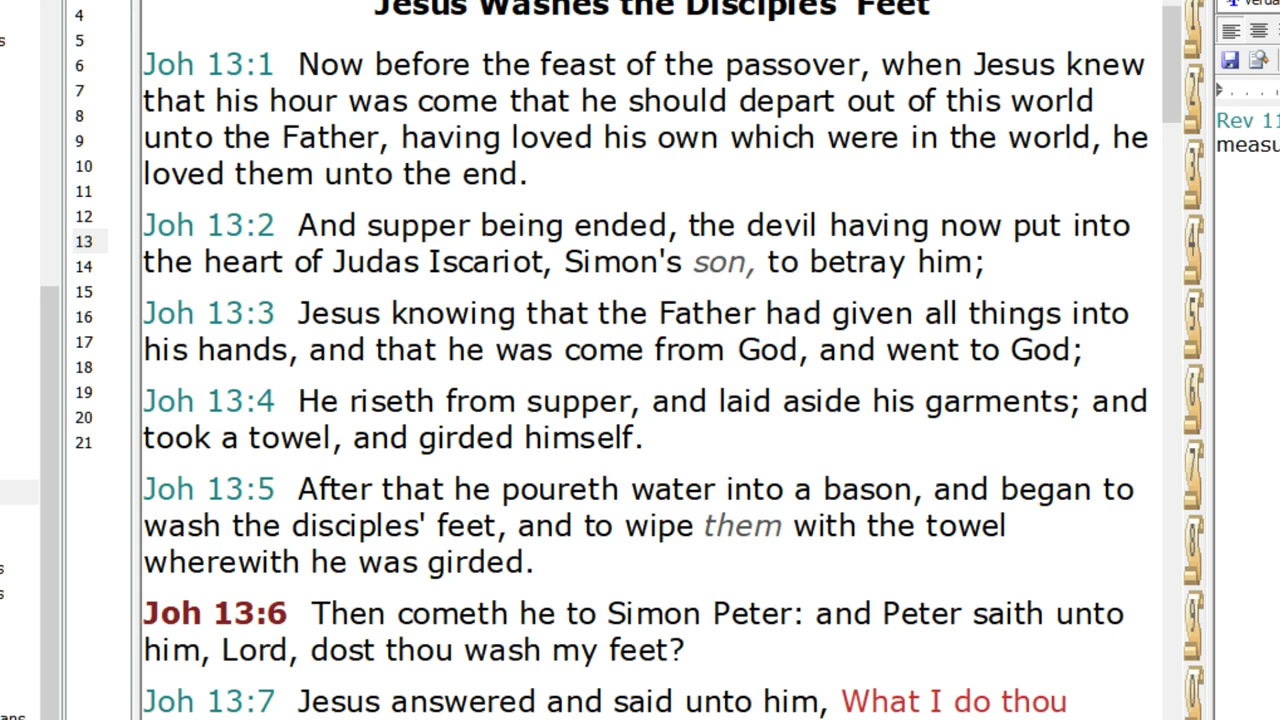 Jesus Washes the Disciples' Feet
Joh 13:1 Now before the feast of the passover, when Jesus knew
that his hour was come that he should depart out of this world
unto the Father, having loved his own which were in the world, he
loved them unto the end.
Joh 13:2 And supper being ended, the devil having now put into
the heart of Judas Iscariot, Simon's son, to betray him;
Joh 13:3 Jesus knowing that the Father had given all things into
his hands, and that he was come from God, and went to God;
Joh 13:4 He riseth from supper, and laid aside his garments; and
took a towel, and girded himself.
Joh 13:5 After that he poureth water into a bason, and began to
wash the disciples' feet, and to wipe them with the towel
wherewith he was girded.
Joh 13:6 Then cometh he to Simon Peter: and Peter saith unto
him, Lord, dost thou wash my feet?
Joh 13:7 Jesus answered and said unto him, What I do thou
4
5
6
7
8
9
10
11
12
13
14
15
16
17
18
19
20
21
1
2
3
4
5
6
7
8
9
0
Rev 11
measu